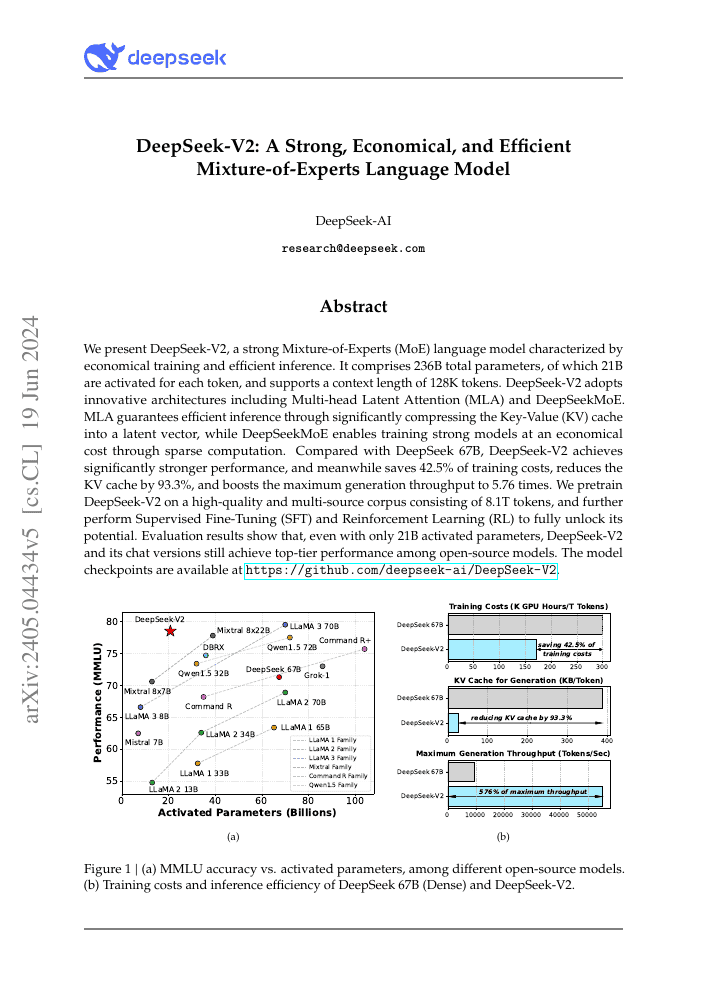 deepseek
DeepSeek-V2: A Strong, Economical, and Efficient
Mixture-of-Experts Language Model
DeepSeek-AI
research@deepseek.com
Abstract
We present DeepSeek-V2, a strong Mixture-of-Experts (MoE) language model characterized by
economical training and efficient inference. It comprises 236B total parameters, of which 21B
are activated for each token, and supports a context length of 128K tokens. DeepSeek-V2 adopts
innovative architectures including Multi-head Latent Attention (MLA) and DeepSeekMoE.
MLA guarantees efficient inference through significantly compressing the Key-Value (KV) cache
into a latent vector, while DeepSeekMoE enables training strong models at an economical
cost through sparse computation. Compared with DeepSeek 67B, DeepSeek-V2 achieves
significantly stronger performance, and meanwhile saves 42.5% of training costs, reduces the
KV cache by 93.3%, and boosts the maximum generation throughput to 5.76 times. We pretrain
DeepSeek-V2 on a high-quality and multi-source corpus consisting of 8.1T tokens, and further
perform Supervised Fine-Tuning (SFT) and Reinforcement Learning (RL) to fully unlock its
potential. Evaluation results show that, even with only 21B activated parameters, DeepSeek-V2
and its chat versions still achieve top-tier performance among open-source models. The model
checkpoints are available at https://github.com/deepseek-ai/DeepSeek-V2.
arXiv:2405.04434v5 [cs.CL] 19 Jun 2024
Performance (MMLU)
80
75
70
65
60
55
DeepSeek-V2
Mixtral 8x22B
LLaMA 3 70B
Command R+
DBRX
Qwen1.5 72B
Qwen1.5 32B
DeepSeek 67B
Grok-1
Mixtral 8x7B
Command R
LLaMA 2 70B
LLaMA 3 8B
Mistral 7B
LLaMA 2 34B
LLaMA 1 65B
LLaMA 1 33B
LLaMA 2 13B
LLaMA 1 Family
LLaMA 2 Family
LLaMA 3 Family
Mixtral Family
Command R Family
Qwen1.5 Family
0 20 40 60 80 100
Activated Parameters (Billions)
(a)
Training Costs (K GPU Hours/T Tokens)
DeepSeek 67B
DeepSeek-V2
saving 42.5% of
training costs
0 50 100 150 200 250 300
KV Cache for Generation (KB/Token)
DeepSeek 67B
DeepSeek-V2
reducing KV cache by 93.3%
0 100 200 300 400
Maximum Generation Throughput (Tokens/Sec)
DeepSeek 67B
DeepSeek-V2
576% of maximum throughput
0 10000 20000 30000 40000 50000
(b)
Figure 1 | (a) MMLU accuracy vs. activated parameters, among different open-source models.
(b) Training costs and inference efficiency of DeepSeek 67B (Dense) and DeepSeek-V2.